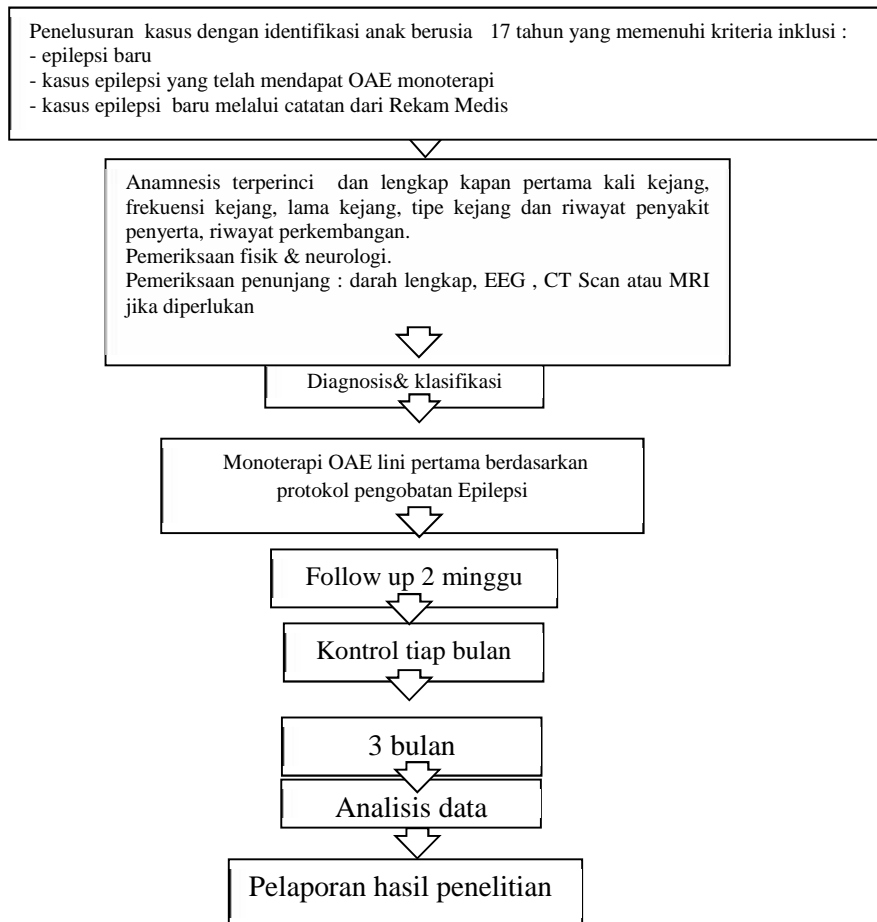 Penelusuran kasus dengan identifikasi anak berusia 17 tahun yang memenuhi kriteria inklusi :
- epilepsi baru
- kasus epilepsi yang telah mendapat OAE monoterapi
- kasus epilepsi baru melalui catatan dari Rekam Medis
Anamnesis terperinci dan lengkap kapan pertama kali kejang,
frekuensi kejang, lama kejang, tipe kejang dan riwayat penyakit
penyerta, riwayat perkembangan.
Pemeriksaan fisik & neurologi.
Pemeriksaan penunjang : darah lengkap, EEG , CT Scan atau MRI
jika diperlukan
Diagnosis& klasifikasi
Monoterapi OAE lini pertama berdasarkan
protokol pengobatan Epilepsi
Follow up 2 minggu
Kontrol tiap bulan
3 bulan
Analisis data
Pelaporan hasil penelitian